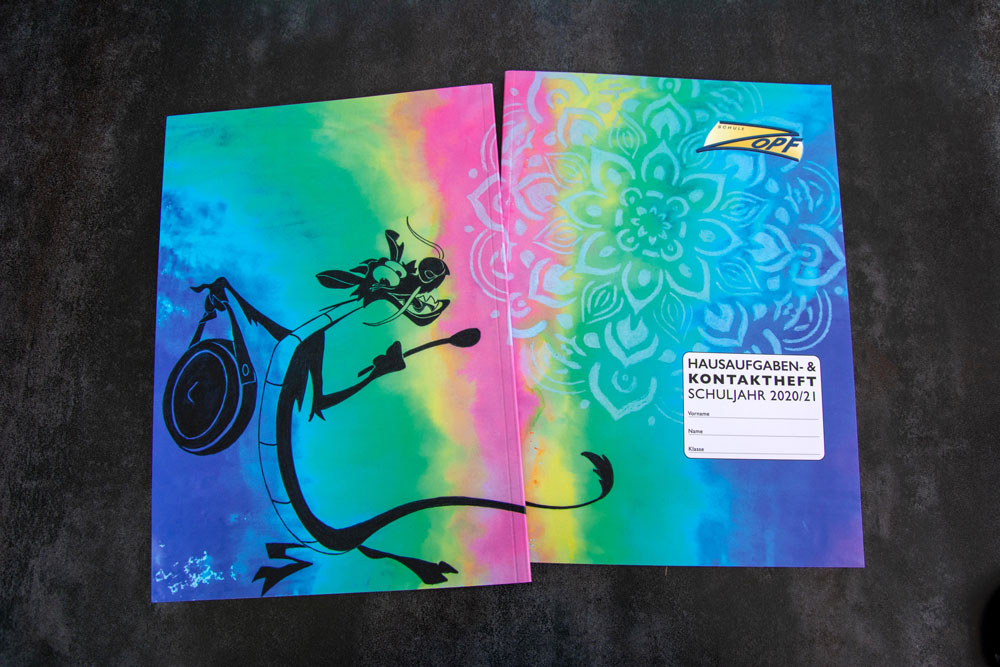 SCHULE
ZOPF
HAUSAUFGABEN- &
KONTAKTHEFT
SCHULJAHR 2020/21
Vorname
Name
Klasse